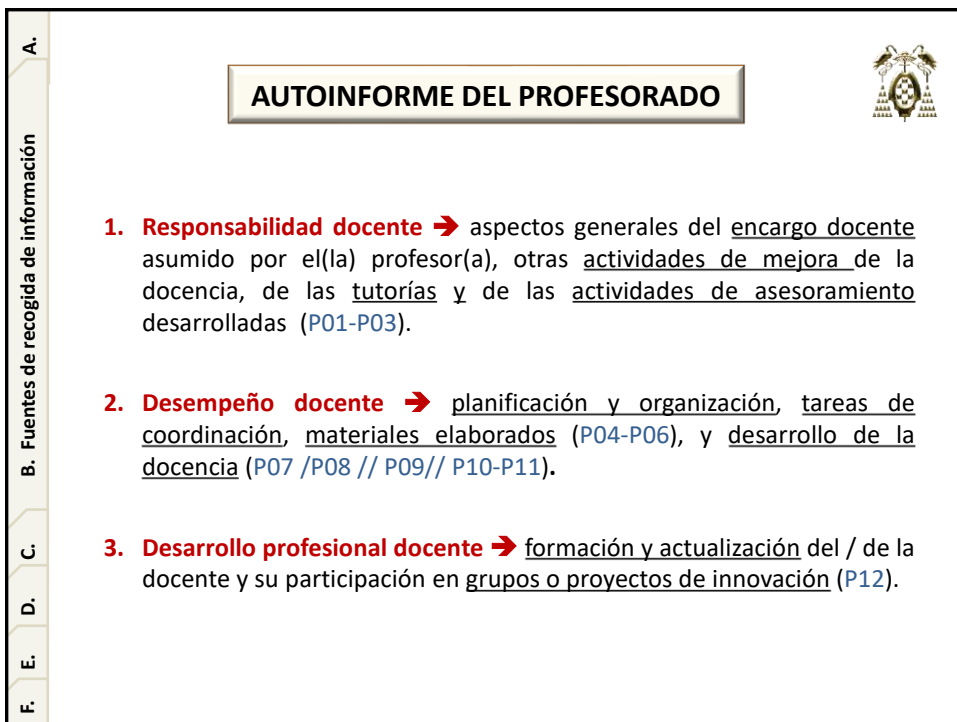 A.
B. Fuentes de recogida de información
C.
D.
E.
F.
AUTOINFORME DEL PROFESORADO
1. Responsabilidad docente ➔ aspectos generales del encargo docente
asumido por el(la) profesor(a), otras actividades de mejora de la
docencia, de las tutorías y de las actividades de asesoramiento
desarrolladas (P01-P03).
2. Desempeño docente ➔ planificación y organización, tareas de
coordinación, materiales elaborados (P04-P06), y desarrollo de la
docencia (P07 /P08 // P09// P10-P11).
3. Desarrollo profesional docente ➔ formación y actualización del / de la
docente y su participación en grupos o proyectos de innovación (P12).